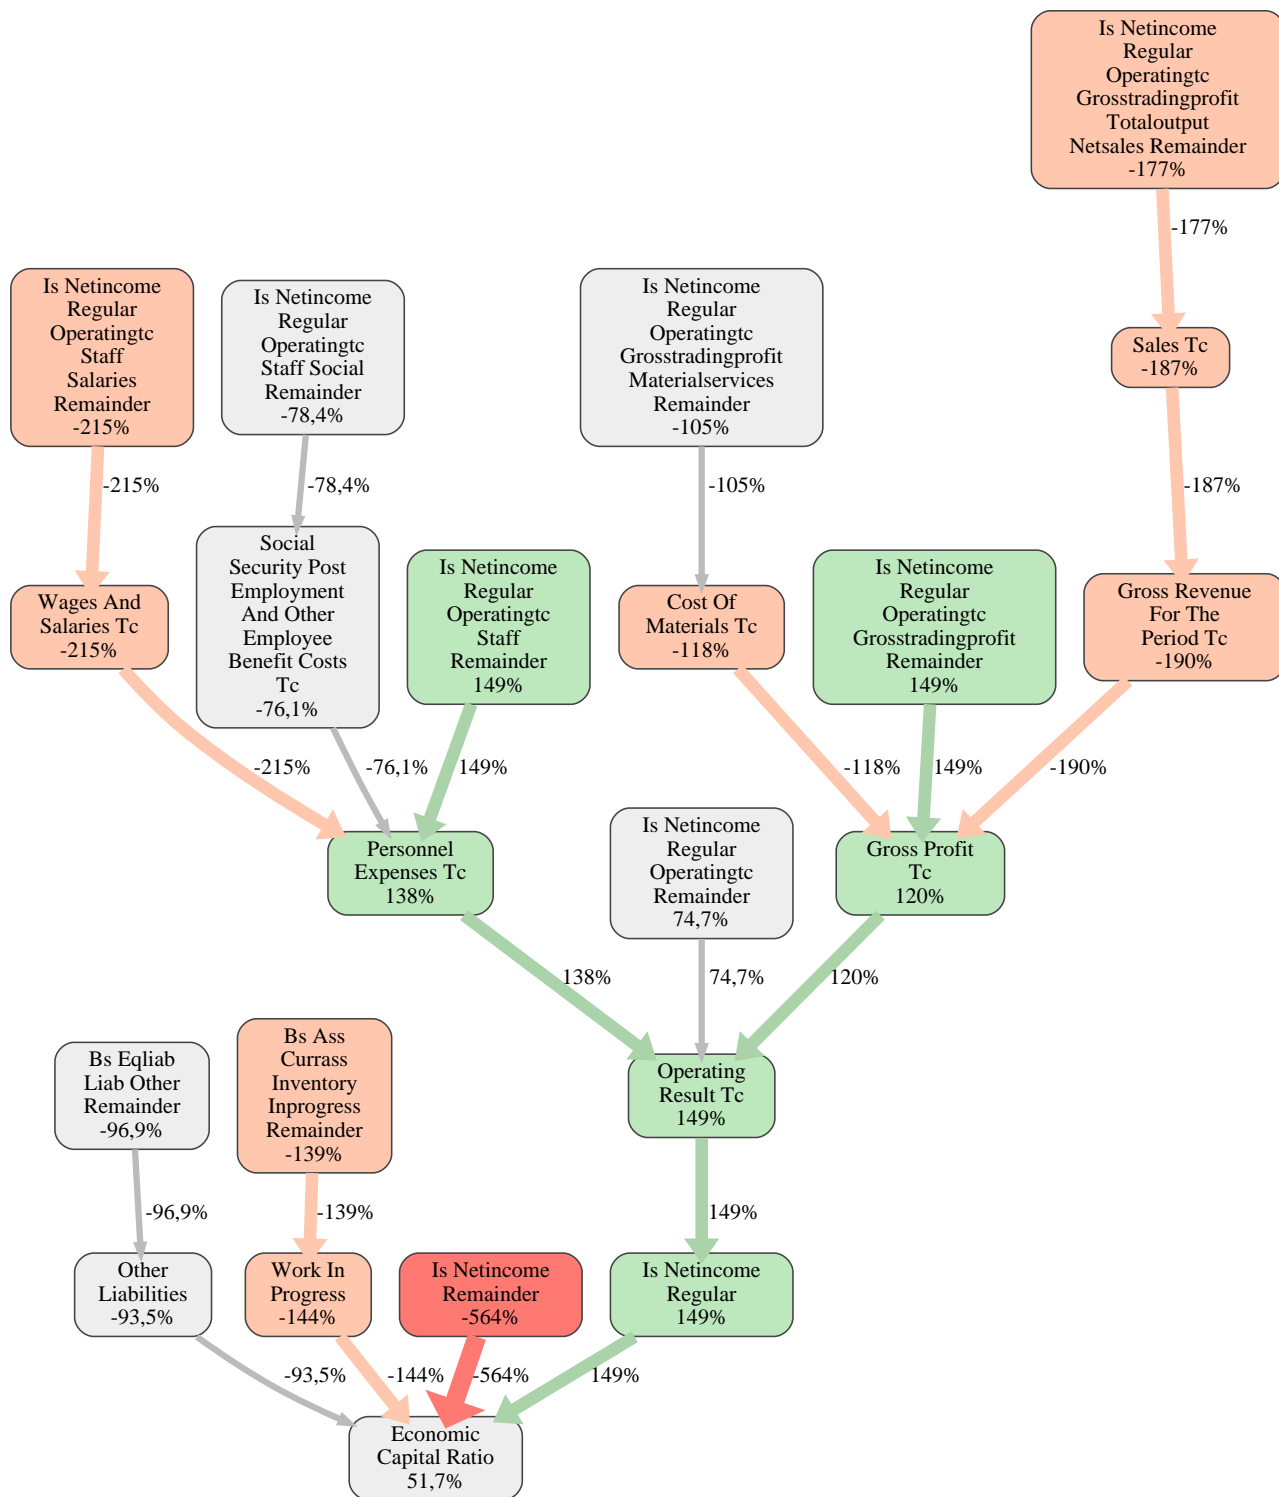 Is Netincome
Regular
Operatingtc
Grosstradingprofit
Totaloutput
Netsales Remainder
-177%
-177%
Is Netincome
Regular
Operatingtc
Staff
Salaries
Remainder
-215%
Is Netincome
Regular
Operatingtc
Staff Social
Remainder
-78,4%
Is Netincome
Regular
Operatingtc
Grosstradingprofit
Materialservices
Remainder
-105%
Sales Tc
-187%
-215%
-78,4%
-105%
-187%
Wages And
Salaries Tc
-215%
Social
Security Post
Employment
And Other
Employee
Benefit Costs
Tc
-76,1%
Is Netincome
Regular
Operatingtc
Staff
Remainder
149%
Cost Of
Materials Tc
-118%
Is Netincome
Regular
Operatingtc
Grosstradingprofit
Remainder
149%
Gross Revenue
For The
Period Tc
-190%
-215%
-76,1%
149%
-118%
149%
-190%
Personnel
Expenses Tc
138%
Is Netincome
Regular
Operatingtc
Remainder
74,7%
Gross Profit
Tc
120%
138%
74,7%
120%
Bs Eqliab
Liab Other
Remainder
-96,9%
Bs Ass
Currass
Inventory
Inprogress
Remainder
-139%
Operating
Result Tc
149%
-96,9%
-139%
149%
Other
Liabilities
-93,5%
Work In
Progress
-144%
Is Netincome
Remainder
-564%
Is Netincome
Regular
149%
-93,5%
-144%
-564%
149%
Economic
Capital Ratio
51,7%